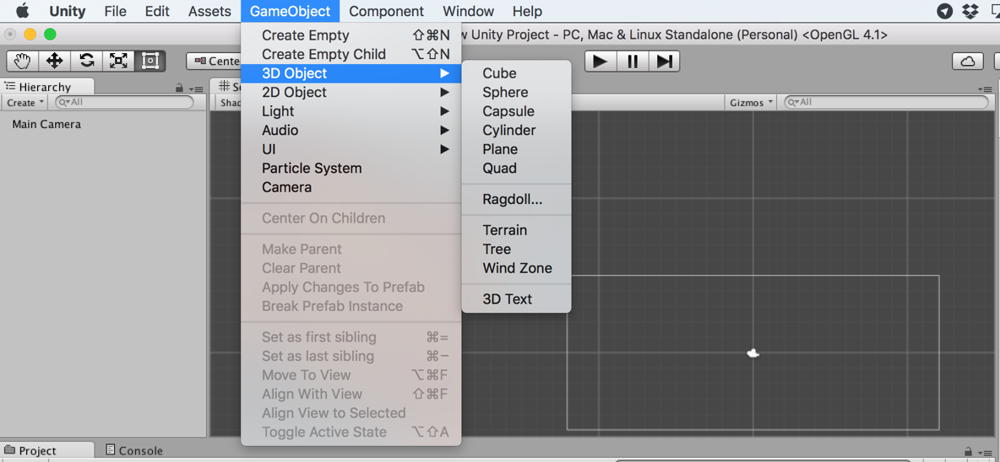 Unity File Edit Assets GameObject Component Window Help
w Unity Project - PC, Mac & Linux Standalone (Personal) <OpenGL 4.1>
Create Empty ⇧⌘N
Create Empty Child ⌥⇧N
Cente
3D Object
2D Object
Light
Audio
UI
Particle System
Camera
Center On Children
Make Parent
Clear Parent
Apply Changes To Prefab
Break Prefab Instance
Set as first sibling ⌘=
Set as last sibling ⌘−
Move To View ⌥⌘F
Align With View ⇧⌘F
Align View to Selected
Toggle Active State ⌥⇧A
Cube
Sphere
Capsule
Cylinder
Plane
Quad
Ragdoll...
Terrain
Tree
Wind Zone
3D Text
Hierarchy
Create All
Main Camera
Sc
Shad
Gizmos All
Project Console